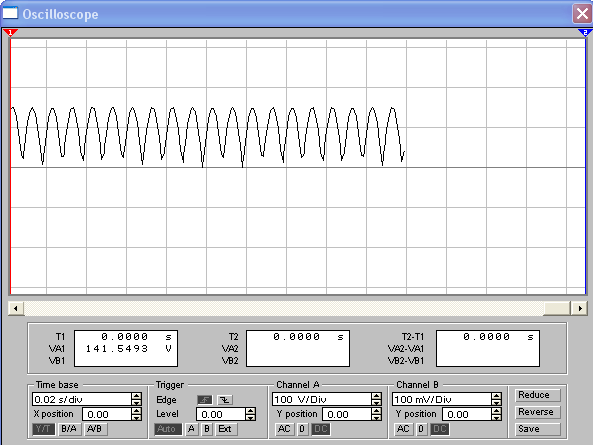 Oscilloscope
1 2
T1 0.0000 s T2 0.0000 s T2-T1 0.0000 s
VA1 141.5493 V VA2 VA2-VA1
VB1 VB2 VB2-VB1
Time base Trigger Channel A Channel B
0.02 s/div Edge 100 V/Div 100 mV/Div Reduce
X position 0.00 Level 0.00 Y position 0.00 Y position 0.00 Reverse
Y/T B/A A/B Auto A B Ext AC 0 DC AC 0 DC Save